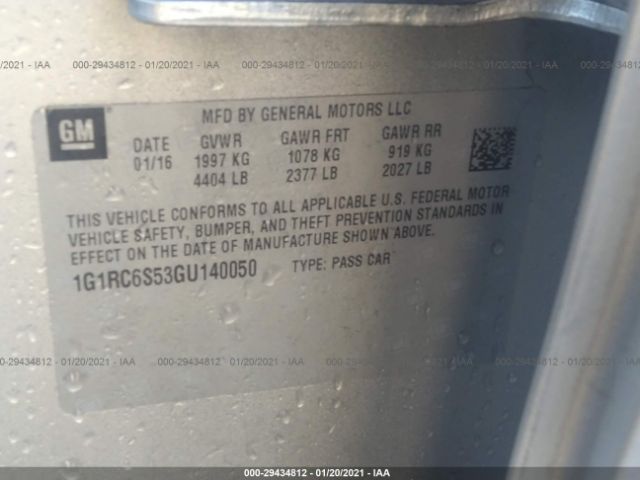 01/20/2021 - IAA 000-29434812 - 01/20/2021 - IAA 000-29434812 - 01/20/2021 - IAA 000-29434812
GM
MFD BY GENERAL MOTORS LLC
DATE GVWR GAWR FRT GAWR RR
01/16 1997 KG 1078 KG 919 KG
4404 LB 2377 LB 2027 LB
THIS VEHICLE CONFORMS TO ALL APPLICABLE U.S. FEDERAL MOTOR
VEHICLE SAFETY, BUMPER, AND THEFT PREVENTION STANDARDS IN
EFFECT ON THE DATE OF MANUFACTURE SHOWN ABOVE.
1G1RC6S53GU140050 TYPE: PASS CAR
000-29434812 - 01/20/2021 - IAA 000-29434812 - 01/20/2021 - IAA 000-29434812 - 01/20/2021
000-29434812 - 01/20/2021 - IAA